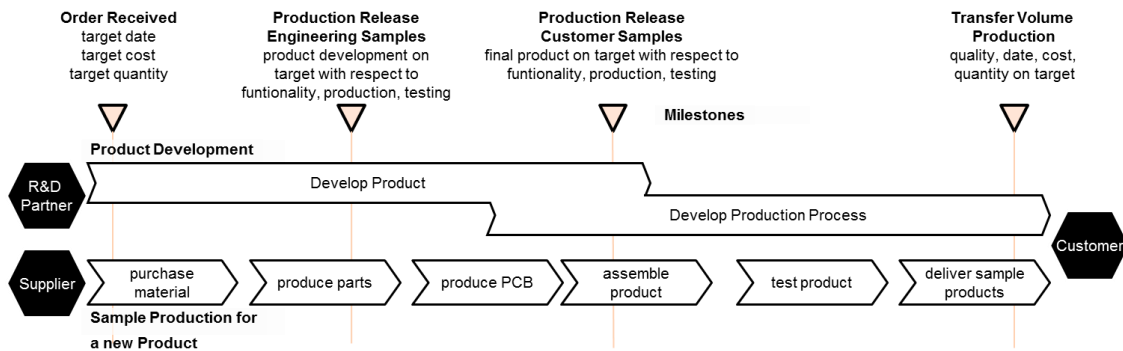 Order Received
target date
target cost
target quantity
Production Release
Engineering Samples
product development on
target with respect to
funtionality, production, testing
Production Release
Customer Samples
final product on target with respect to
funtionality, production, testing
Transfer Volume
Production
quality, date, cost,
quantity on target
Milestones
Product Development
R&D
Partner
Develop Product
Develop Production Process
Customer
Supplier
purchase
material
produce parts
produce PCB
assemble
product
test product
deliver sample
products
Sample Production for
a new Product